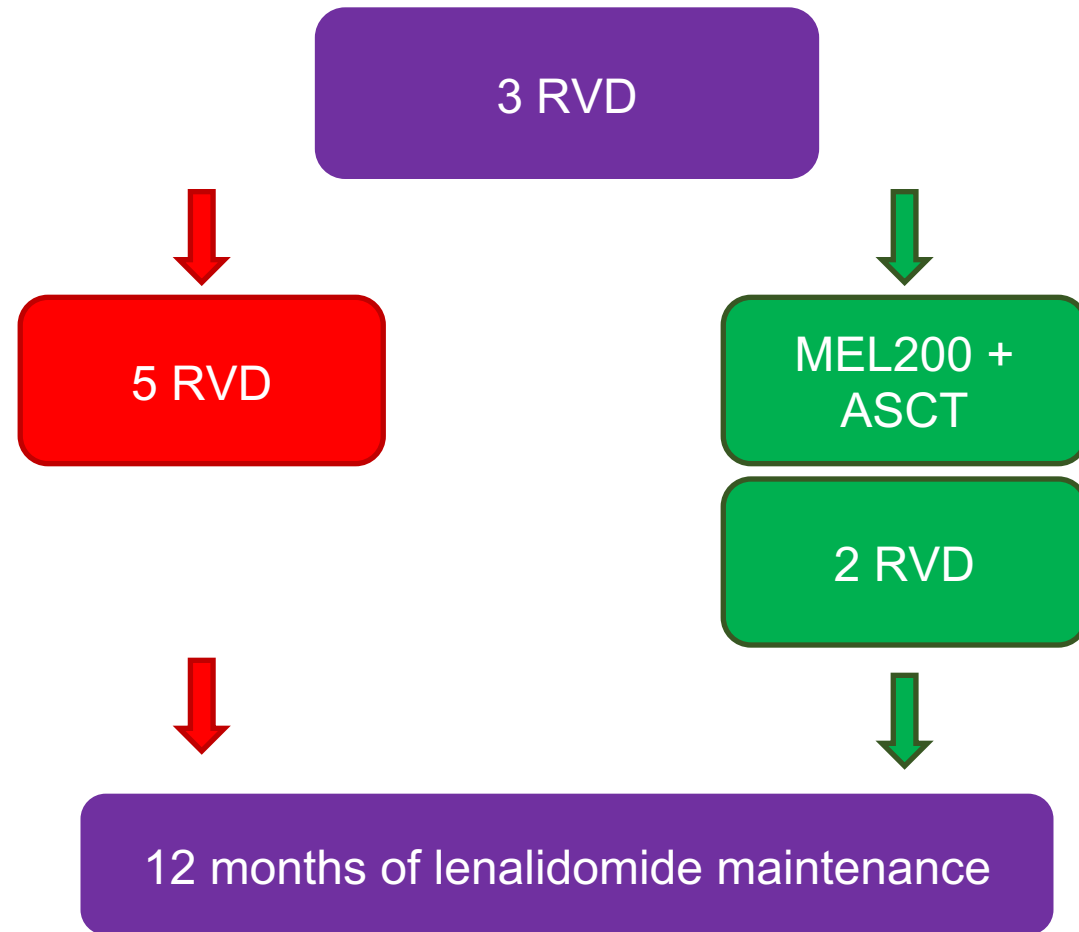 3 RVD
5 RVD
MEL200 +
ASCT
2 RVD
12 months of lenalidomide maintenance